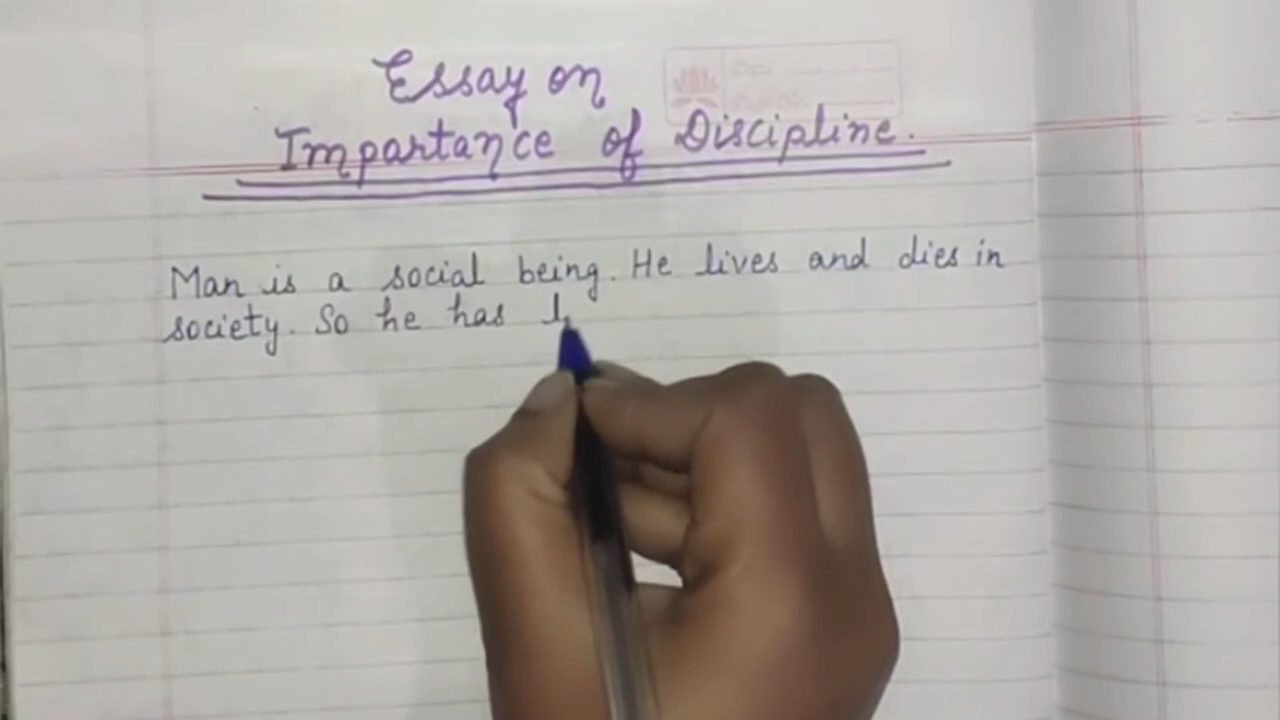 Essay on
Impartance of Discipline.
Man is a social being. He lives and dies in
society. So he has